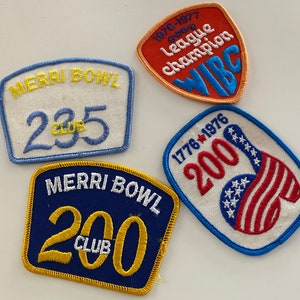 MERRI BOWL
235
CLUB
1976-1977
League
Champion
WIBC
MERRI BOWL
200
CLUB
1776 ★ 1976
200